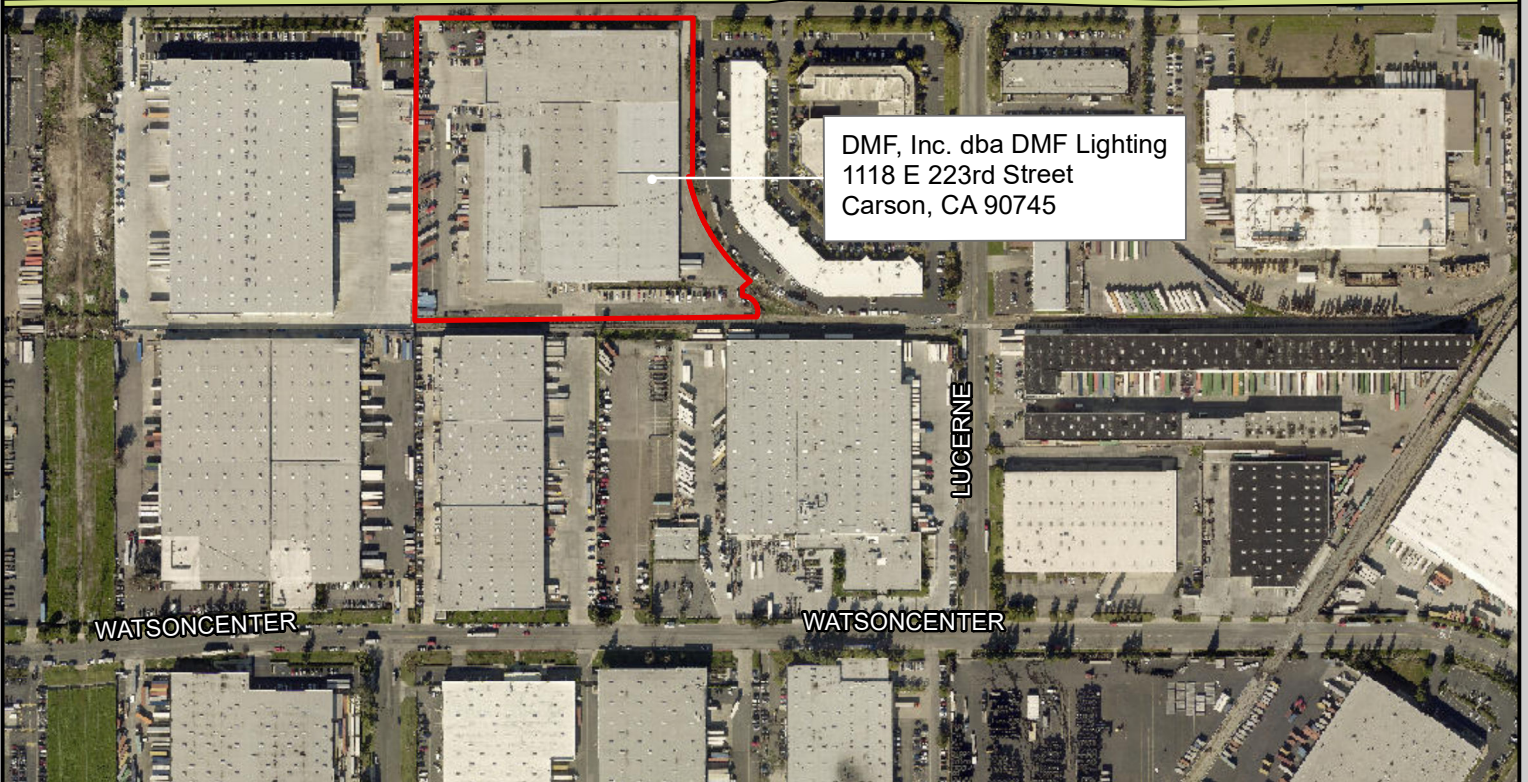 DMF, Inc. dba DMF Lighting
1118 E 223rd Street
Carson, CA 90745
LUCERNE
WATSONCENTER
WATSONCENTER